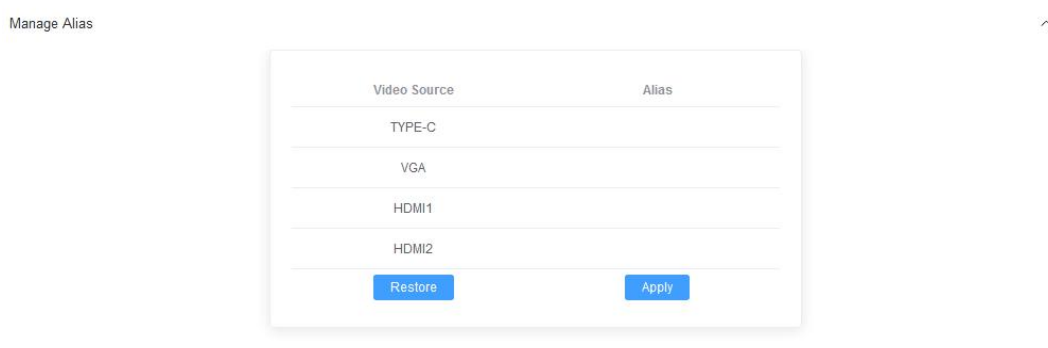 Manage Alias
Video Source Alias
TYPE-C
VGA
HDMI1
HDMI2
Restore Apply